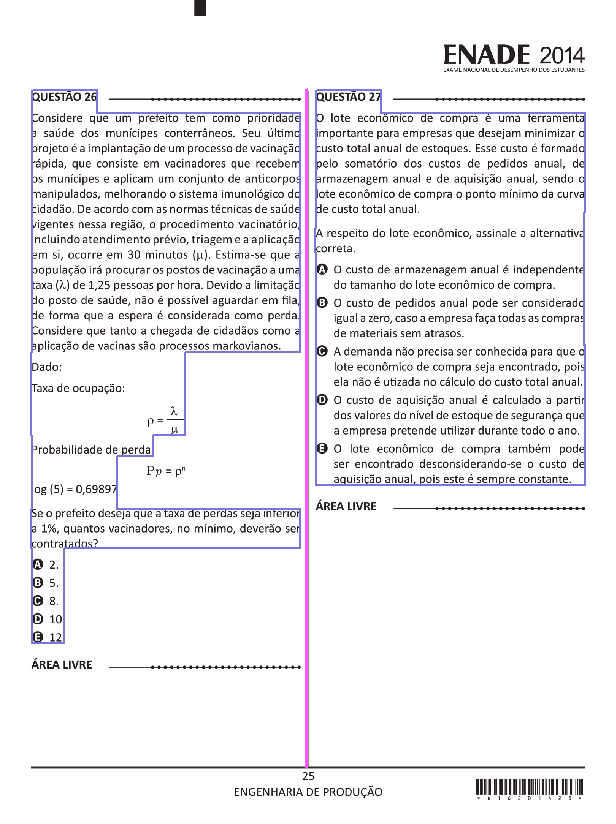 ENADE 2014
EXAME NACIONAL DE DESEMPENHO DOS ESTUDANTES
QUESTÃO 26
Considere que um prefeito tem como prioridade
a saúde dos munícipes conterrâneos. Seu último
projeto é a implantação de um processo de vacinação
rápida, que consiste em vacinadores que recebem
os munícipes e aplicam um conjunto de anticorpos
manipulados, melhorando o sistema imunológico do
cidadão. De acordo com as normas técnicas de saúde
vigentes nessa região, o procedimento vacinatório,
incluindo atendimento prévio, triagem e a aplicação
em si, ocorre em 30 minutos (μ). Estima-se que a
população irá procurar os postos de vacinação a uma
taxa (λ) de 1,25 pessoas por hora. Devido a limitação
do posto de saúde, não é possível aguardar em fila,
de forma que a espera é considerada como perda.
Considere que tanto a chegada de cidadãos como a
aplicação de vacinas são processos markovianos.
Dado:
Taxa de ocupação:
ρ = λ/μ
Probabilidade de perda
Pp = ρⁿ
og (5) = 0,69897
Se o prefeito deseja que a taxa de perdas seja inferior
a 1%, quantos vacinadores, no mínimo, deverão ser
contratados?
A 2.
B 5.
C 8.
D 10
E 12
ÁREA LIVRE
QUESTÃO 27
O lote econômico de compra é uma ferramenta
importante para empresas que desejam minimizar o
custo total anual de estoques. Esse custo é formado
pelo somatório dos custos de pedidos anual, de
armazenagem anual e de aquisição anual, sendo o
lote econômico de compra o ponto mínimo da curva
de custo total anual.
A respeito do lote econômico, assinale a alternativa
correta.
A O custo de armazenagem anual é independente
do tamanho do lote econômico de compra.
B O custo de pedidos anual pode ser considerado
igual a zero, caso a empresa faça todas as compras
de materiais sem atrasos.
C A demanda não precisa ser conhecida para que o
lote econômico de compra seja encontrado, pois
ela não é utizada no cálculo do custo total anual.
D O custo de aquisição anual é calculado a partir
dos valores do nível de estoque de segurança que
a empresa pretende utilizar durante todo o ano.
E O lote econômico de compra também pode
ser encontrado desconsiderando-se o custo de
aquisição anual, pois este é sempre constante.
ÁREA LIVRE
25
ENGENHARIA DE PRODUÇÃO